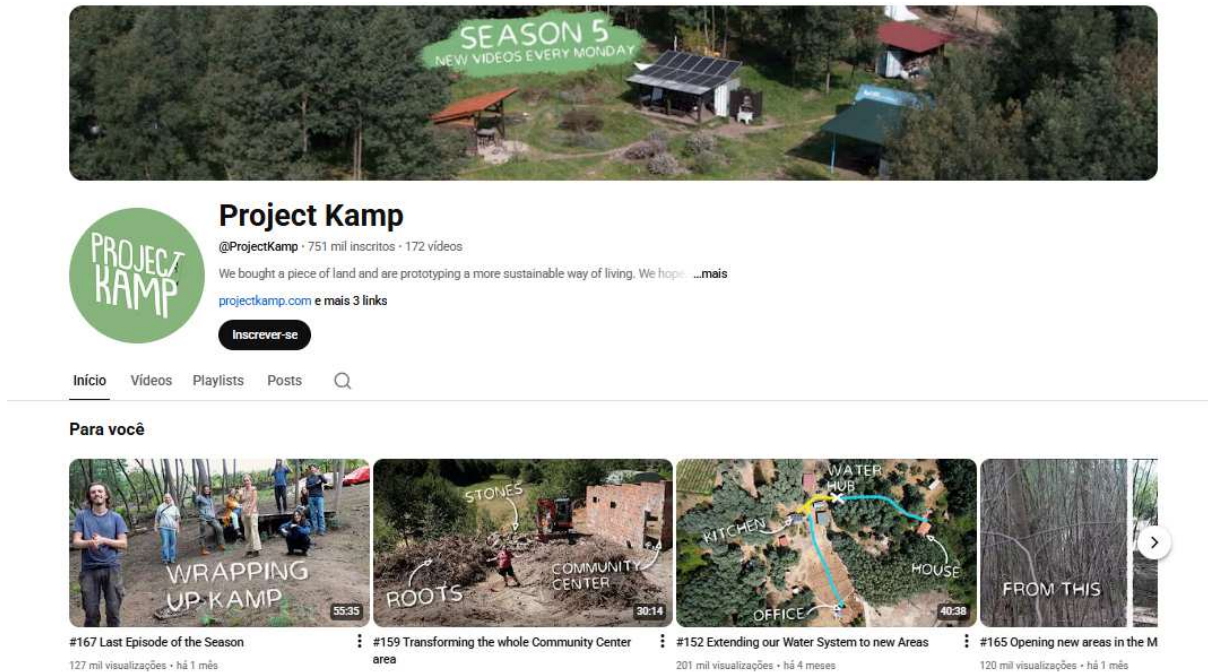 SEASON 5
NEW VIDEOS EVERY MONDAY
PROJECT
KAMP
Project Kamp
@ProjectKamp · 751 mil inscritos · 172 vídeos
We bought a piece of land and are prototyping a more sustainable way of living. We hope ...mais
projectkamp.com e mais 3 links
Inscrever-se
Início Vídeos Playlists Posts
Para você
WRAPPING
UP KAMP
55:35
#167 Last Episode of the Season
127 mil visualizações • há 1 mês
STONES
ROOTS
COMMUNITY
CENTER
30:14
#159 Transforming the whole Community Center
area
WATER
HUB
KITCHEN
HOUSE
OFFICE
40:38
#152 Extending our Water System to new Areas
201 mil visualizações • há 4 meses
FROM THIS
#165 Opening new areas in the M
120 mil visualizações • há 1 mês